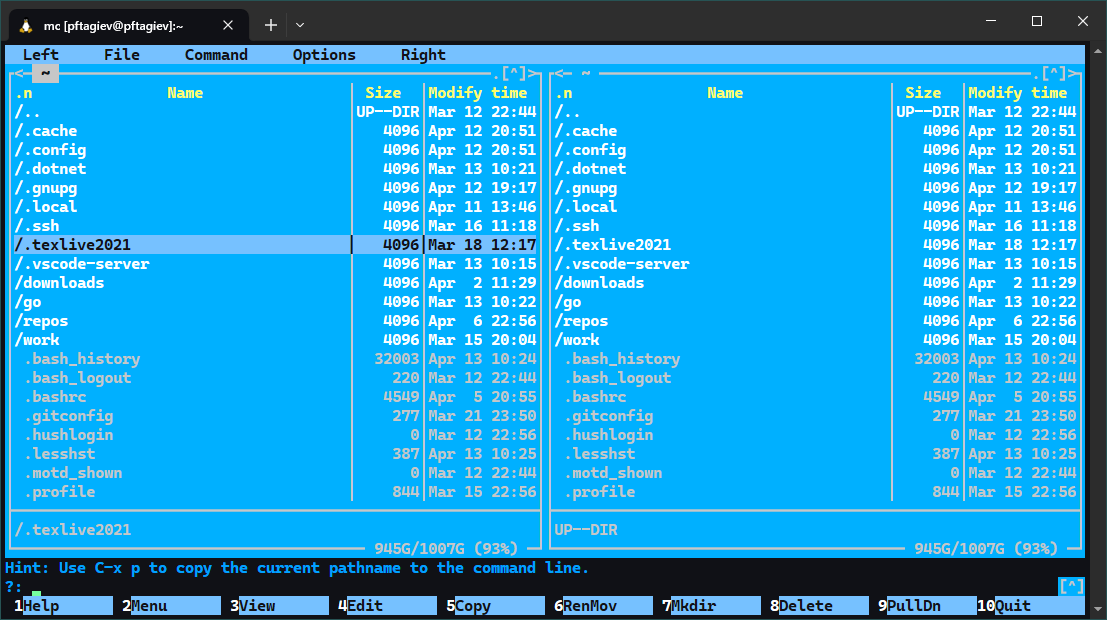 mc [pftagiev@pftagiev]:~
Left File Command Options Right
<─ ~ ─.[^]>
<─ ~ ─.[^]>
.n Name Size Modify time .n Name Size Modify time
/.. UP--DIR Mar 12 22:44 /.. UP--DIR Mar 12 22:44
/.cache 4096 Apr 12 20:51 /.cache 4096 Apr 12 20:51
/.config 4096 Apr 12 20:51 /.config 4096 Apr 12 20:51
/.dotnet 4096 Mar 13 10:21 /.dotnet 4096 Mar 13 10:21
/.gnupg 4096 Apr 12 19:17 /.gnupg 4096 Apr 12 19:17
/.local 4096 Apr 11 13:46 /.local 4096 Apr 11 13:46
/.ssh 4096 Mar 16 11:18 /.ssh 4096 Mar 16 11:18
/.texlive2021 4096 Mar 18 12:17 /.texlive2021 4096 Mar 18 12:17
/.vscode-server 4096 Mar 13 10:15 /.vscode-server 4096 Mar 13 10:15
/downloads 4096 Apr 2 11:29 /downloads 4096 Apr 2 11:29
/go 4096 Mar 13 10:22 /go 4096 Mar 13 10:22
/repos 4096 Apr 6 22:56 /repos 4096 Apr 6 22:56
/work 4096 Mar 15 20:04 /work 4096 Mar 15 20:04
.bash_history 32003 Apr 13 10:24 .bash_history 32003 Apr 13 10:24
.bash_logout 220 Mar 12 22:44 .bash_logout 220 Mar 12 22:44
.bashrc 4549 Apr 5 20:55 .bashrc 4549 Apr 5 20:55
.gitconfig 277 Mar 21 23:50 .gitconfig 277 Mar 21 23:50
.hushlogin 0 Mar 12 22:56 .hushlogin 0 Mar 12 22:56
.lesshst 387 Apr 13 10:25 .lesshst 387 Apr 13 10:25
.motd_shown 0 Mar 12 22:44 .motd_shown 0 Mar 12 22:44
.profile 844 Mar 15 22:56 .profile 844 Mar 15 22:56
/.texlive2021 UP--DIR
945G/1007G (93%) 945G/1007G (93%)
Hint: Use C-x p to copy the current pathname to the command line.
?: [^]
1Help 2Menu 3View 4Edit 5Copy 6RenMov 7Mkdir 8Delete 9PullDn 10Quit